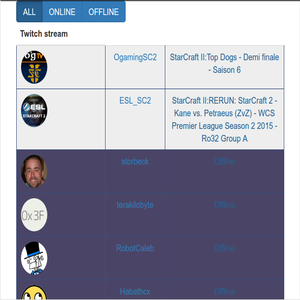 ALL ONLINE OFFLINE
Twitch stream
OgamingSC2 StarCraft II:Top Dogs - Demi finale
- Saison 6
ESL
STARCRAFT II
ESL_SC2 StarCraft II:RERUN: StarCraft 2 -
Kane vs. Petraeus (ZvZ) - WCS
Premier League Season 2 2015 -
Ro32 Group A
storbeck Offline
0x3F
terakilobyte Offline
RobotCaleb Offline
Habathcx Offline